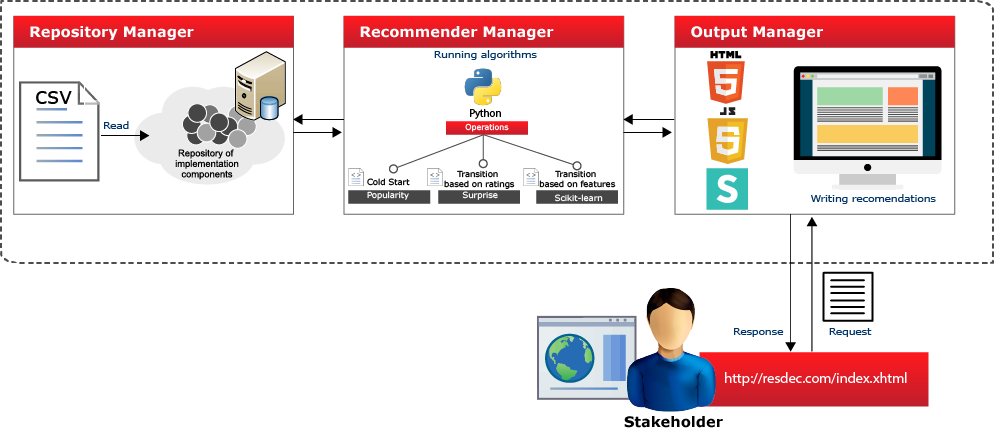 Repository Manager
CSV
Read
Repository of
implementation
components
Recommender Manager
Running algorithms
Python
Operations
Cold Start
Popularity
Transition
based on ratings
Surprise
Transition
based on features
Scikit-learn
Output Manager
HTML
5
JS
5
S
Writing recomendations
Response
Request
http://resdec.com/index.xhtml
Stakeholder